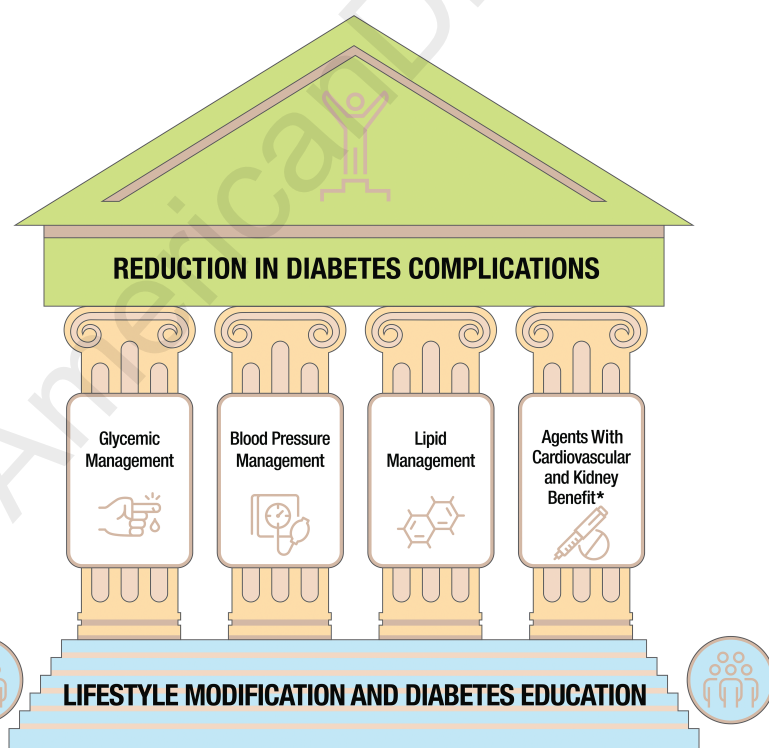 REDUCTION IN DIABETES COMPLICATIONS
Glycemic
Management
Blood Pressure
Management
Lipid
Management
Agents With
Cardiovascular
and Kidney
Benefit*
LIFESTYLE MODIFICATION AND DIABETES EDUCATION
American